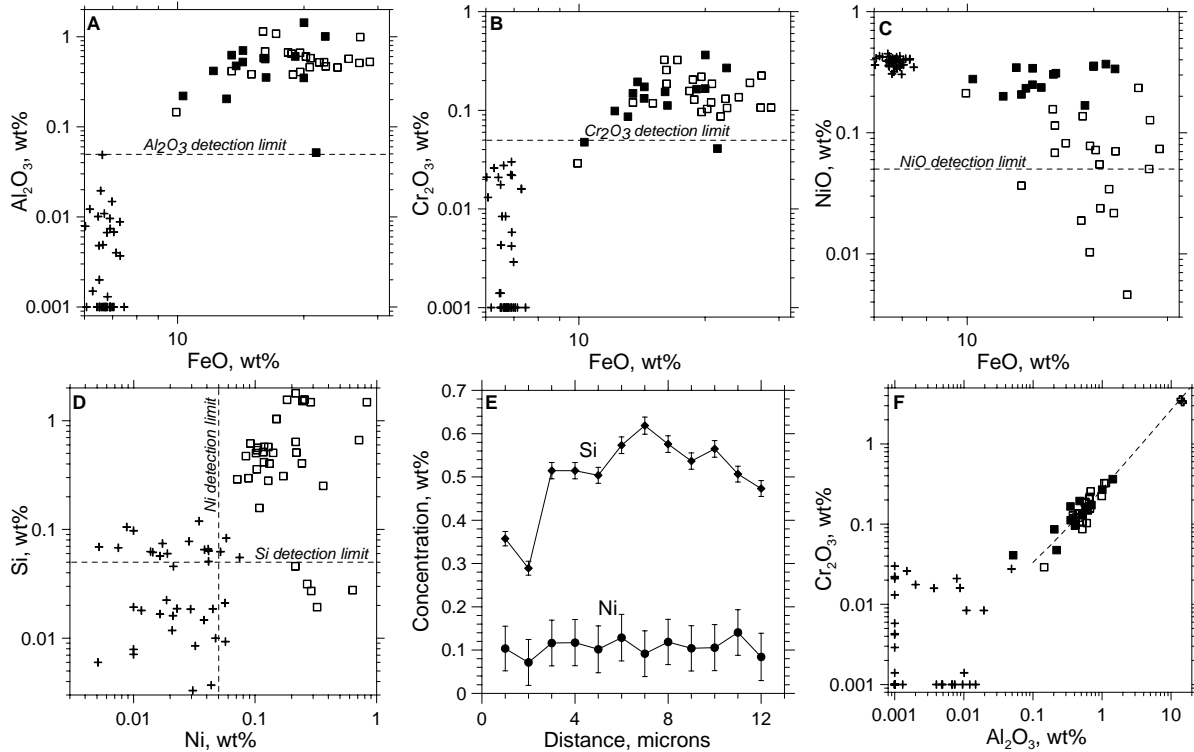 A
1
0.1
0.01
0.001
Al₂O₃, wt%
Al₂O₃ detection limit
10
FeO, wt%
B
1
0.1
0.01
0.001
Cr₂O₃, wt%
Cr₂O₃ detection limit
10
FeO, wt%
C
1
0.1
0.01
NiO, wt%
NiO detection limit
10
FeO, wt%
D
1
0.1
0.01
Si, wt%
Ni detection limit
Si detection limit
0.01
0.1
1
Ni, wt%
E
0.7
0.6
0.5
0.4
0.3
0.2
0.1
0
Concentration, wt%
Si
Ni
0
4
8
12
Distance, microns
F
1
0.1
0.01
0.001
Cr₂O₃, wt%
0.001
0.01
0.1
1
10
Al₂O₃, wt%